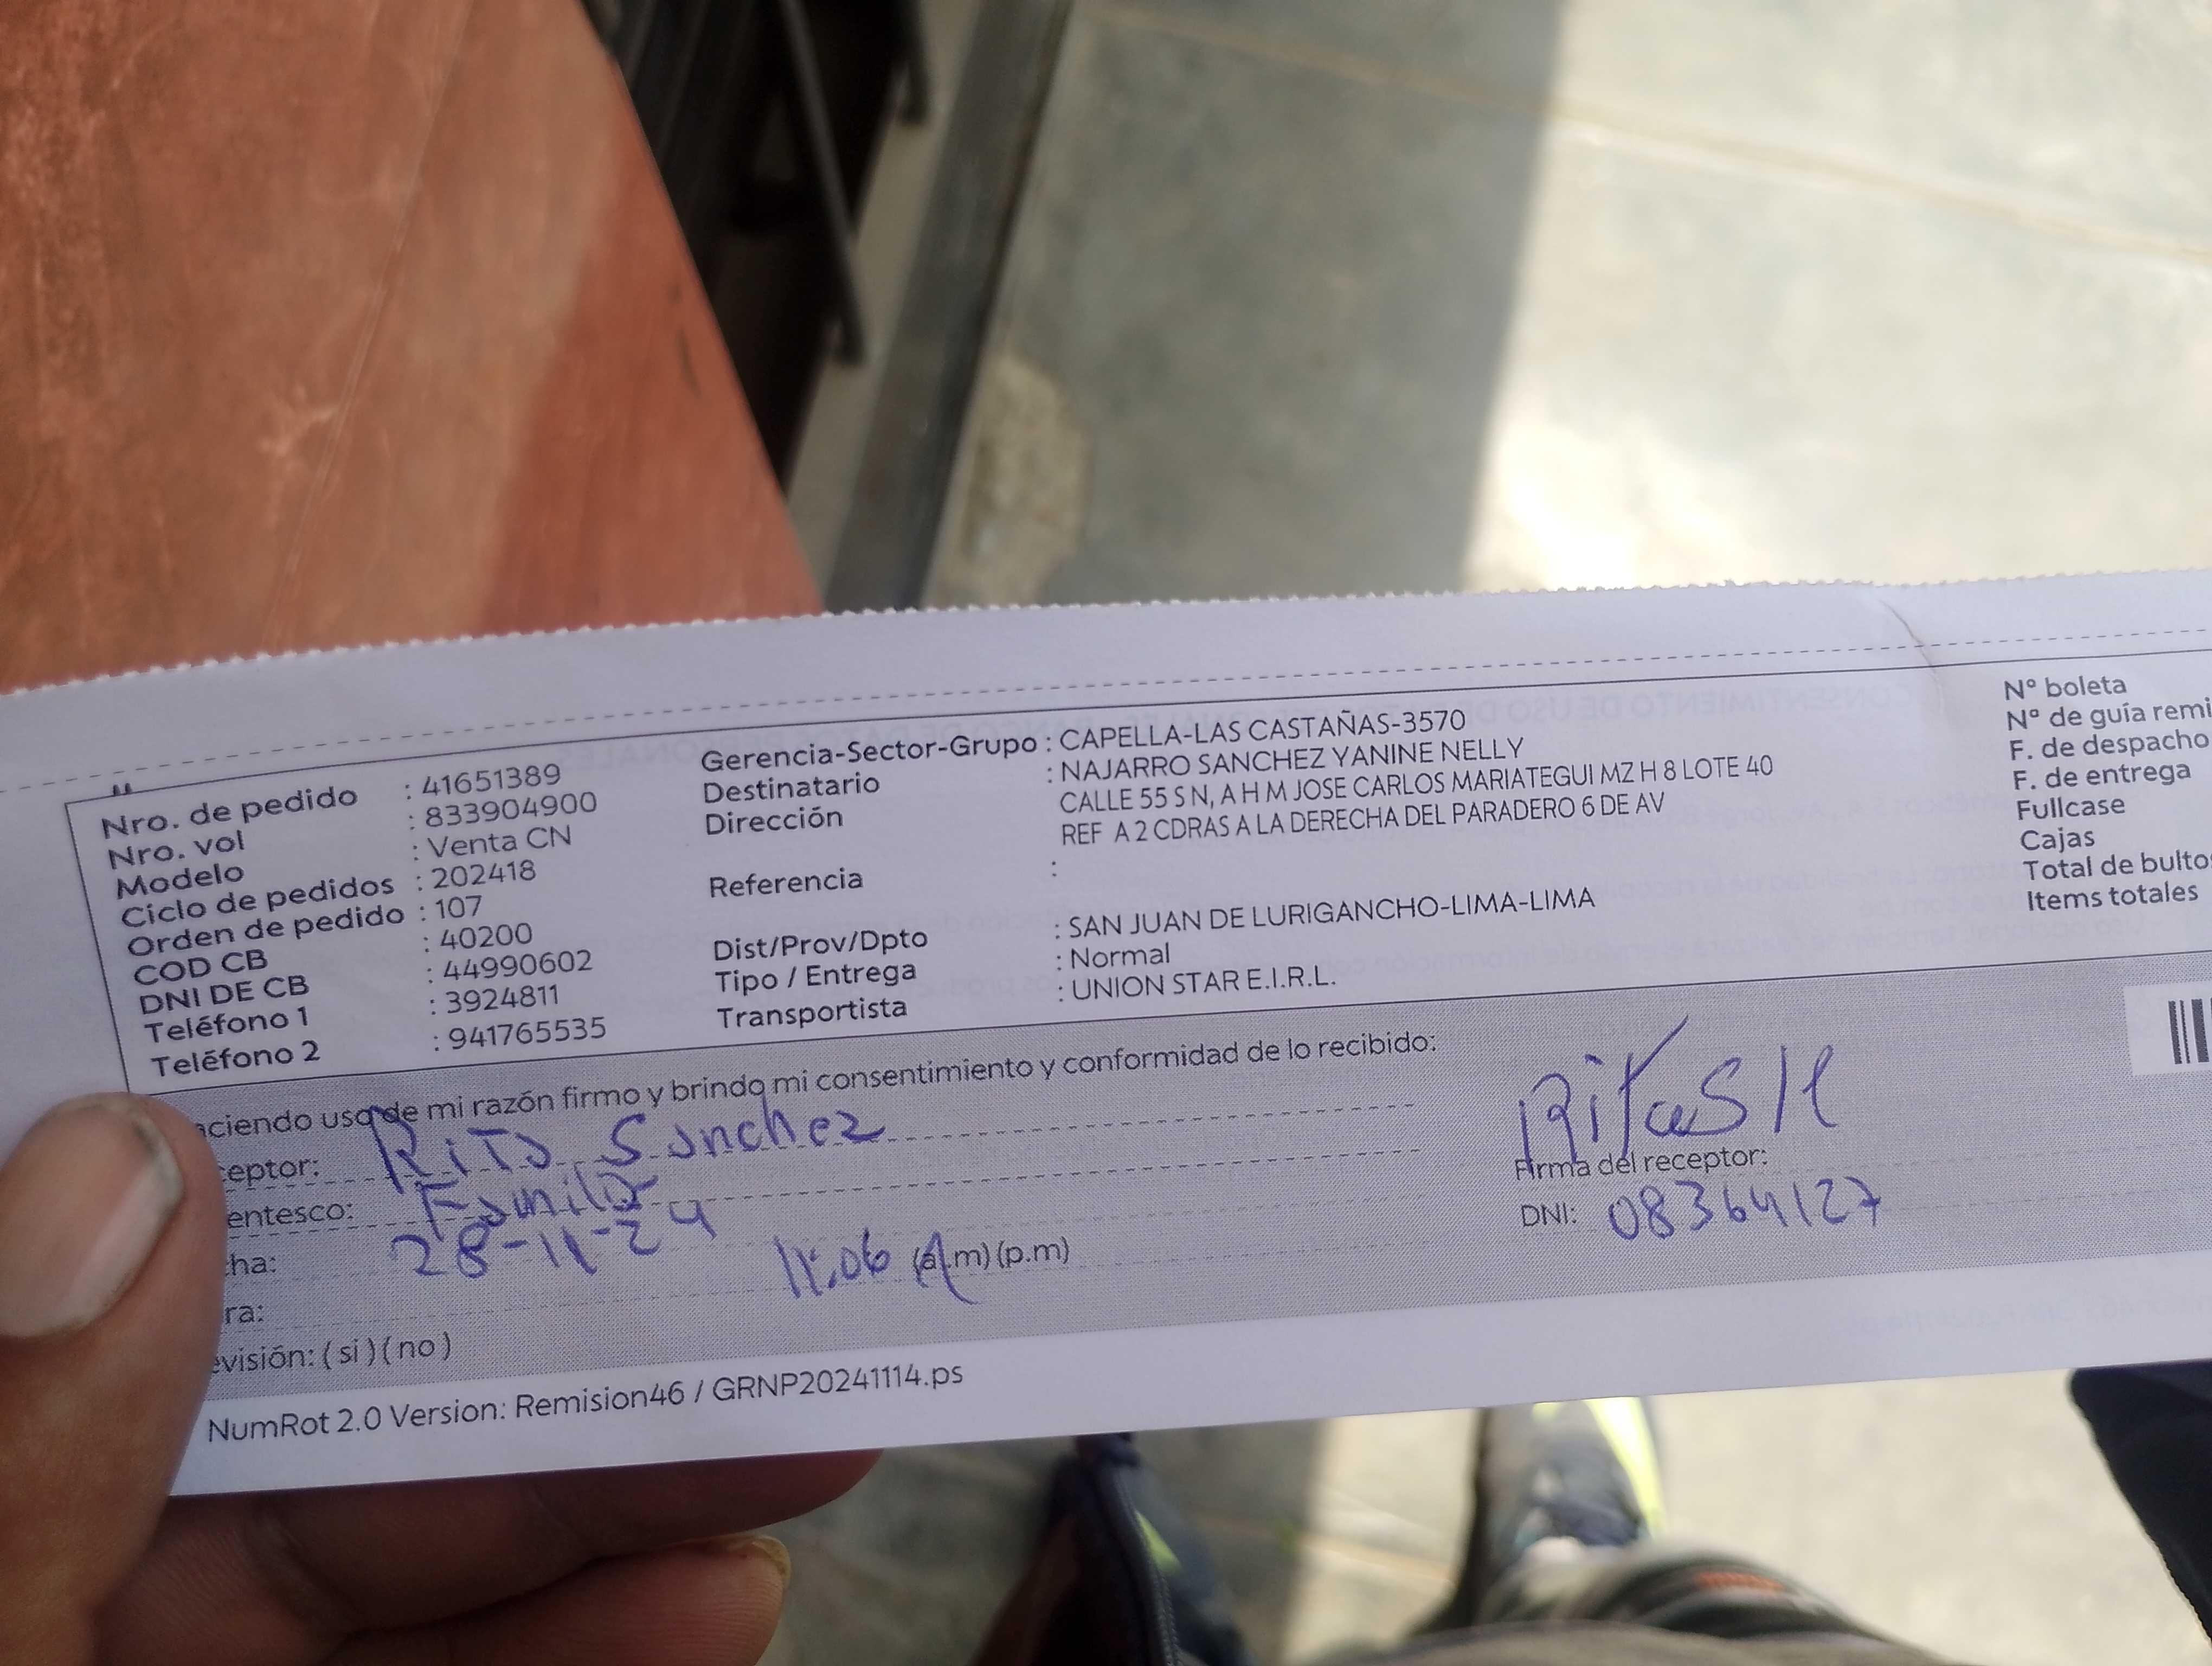 Nro. de pedido : 41651389
Nro. vol : 833904900
Modelo : Venta CN
Ciclo de pedidos : 202418
Orden de pedido : 107
COD CB : 40200
DNI DE CB : 44990602
Teléfono 1 : 3924811
Teléfono 2 : 941765535
Gerencia-Sector-Grupo : CAPELLA-LAS CASTAÑAS-3570
Destinatario : NAJARRO SANCHEZ YANINE NELLY
Dirección CALLE 55 S N, A H M JOSE CARLOS MARIATEGUI MZ H 8 LOTE 40
REF A 2 CDRAS A LA DERECHA DEL PARADERO 6 DE AV
Referencia :
Dist/Prov/Dpto : SAN JUAN DE LURIGANCHO-LIMA-LIMA
Tipo / Entrega : Normal
Transportista : UNION STAR E.I.R.L.
Nº boleta
Nº de guía remi
F. de despacho
F. de entrega
Fullcase
Cajas
Total de bulto
Items totales
aciendo uso de mi razón firmo y brindo mi consentimiento y conformidad de lo recibido:
ceptor: Rita Sanchez
entesco: Familia
cha: 28-11-24
ra: 11:06 (a.m) (p.m)
evisión: ( si ) ( no )
Rita S H
Firma del receptor:
DNI: 08364127
NumRot 2.0 Version: Remision46 / GRNP20241114.ps